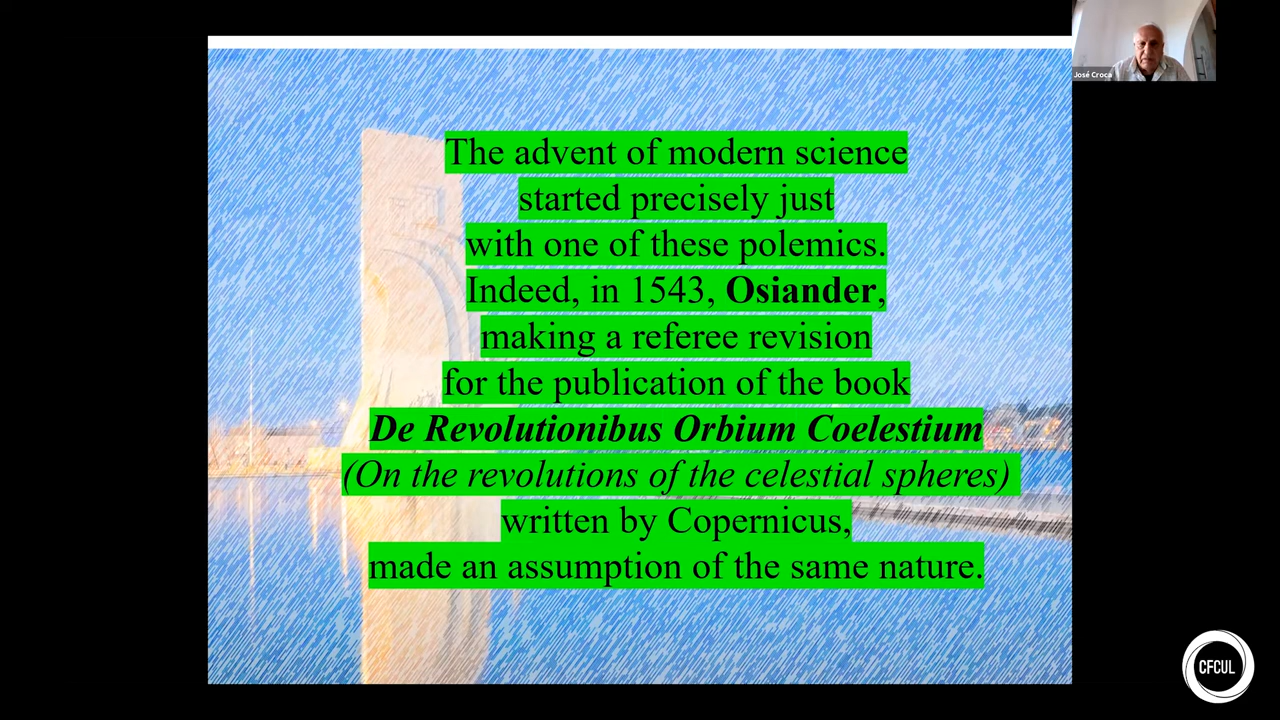 José Croca
The advent of modern science
started precisely just
with one of these polemics.
Indeed, in 1543, Osiander,
making a referee revision
for the publication of the book
De Revolutionibus Orbium Coelestium
(On the revolutions of the celestial spheres)
written by Copernicus,
made an assumption of the same nature.
CFCUL